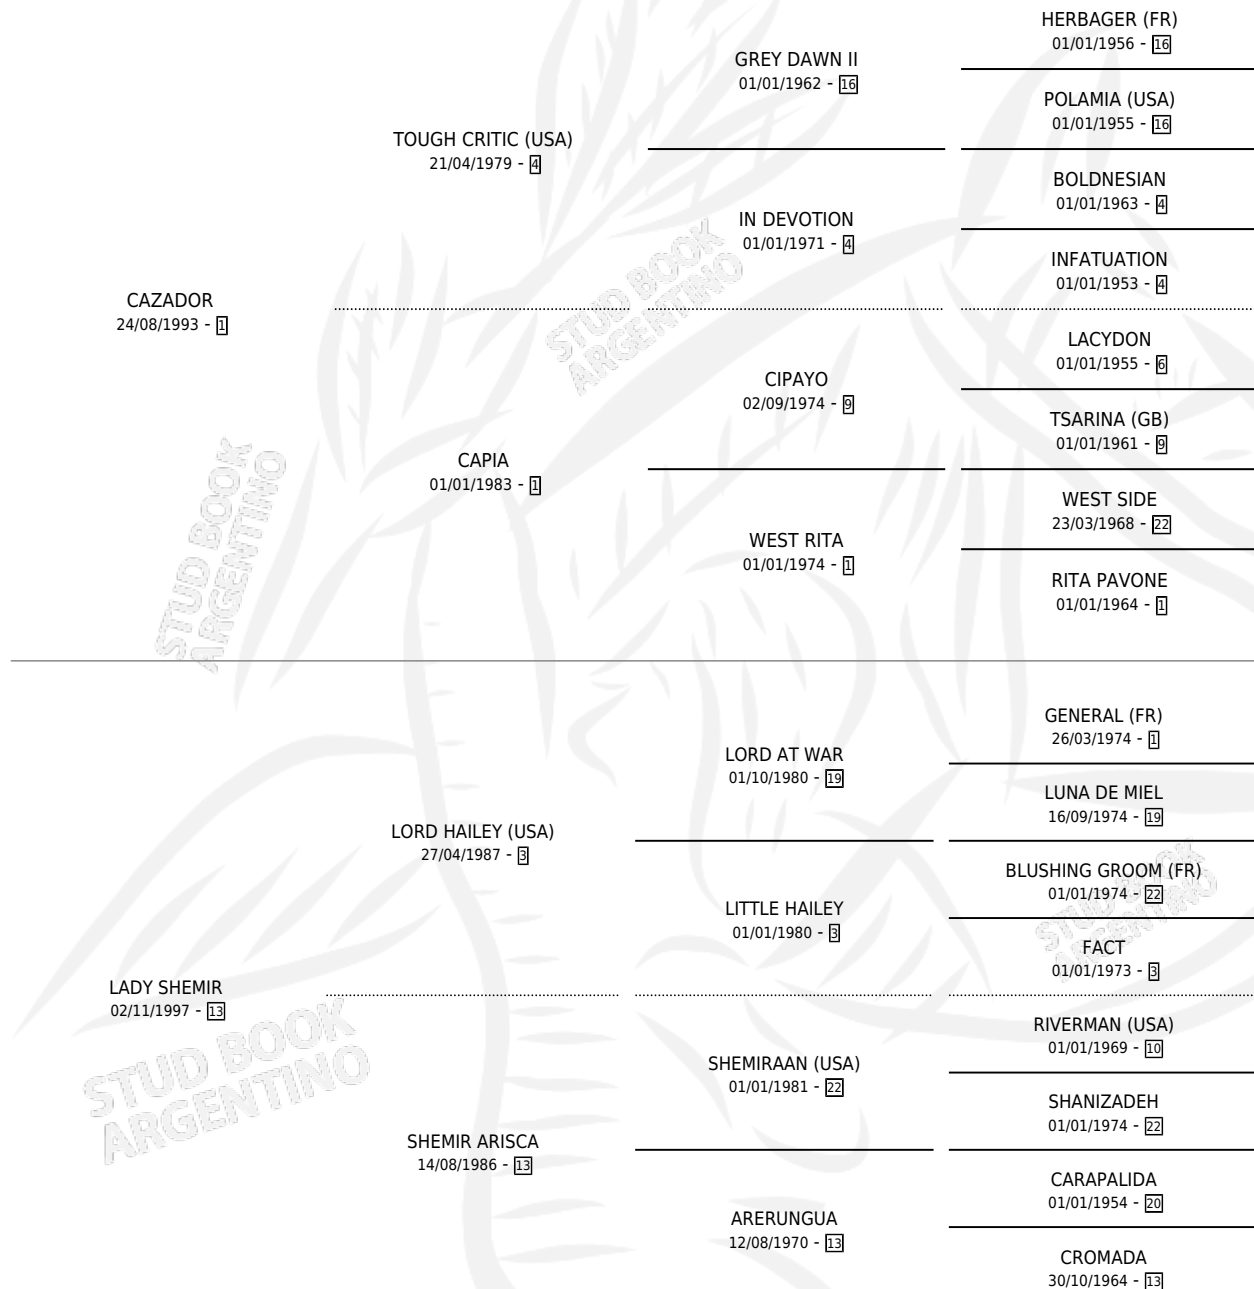 HERBAGER (FR)
01/01/1956 - 16
GREY DAWN II
01/01/1962 - 16
POLAMIA (USA)
01/01/1955 - 16
TOUGH CRITIC (USA)
21/04/1979 - 4
BOLDNESIAN
01/01/1963 - 4
IN DEVOTION
01/01/1971 - 4
INFATUATION
01/01/1953 - 4
CAZADOR
24/08/1993 - 1
LACYDON
01/01/1955 - 6
CIPAYO
02/09/1974 - 9
TSARINA (GB)
01/01/1961 - 9
CAPIA
01/01/1983 - 1
WEST SIDE
23/03/1968 - 22
WEST RITA
01/01/1974 - 1
RITA PAVONE
01/01/1964 - 1
GENERAL (FR)
26/03/1974 - 1
LORD AT WAR
01/10/1980 - 19
LUNA DE MIEL
16/09/1974 - 19
LORD HAILEY (USA)
27/04/1987 - 3
BLUSHING GROOM (FR)
01/01/1974 - 22
LITTLE HAILEY
01/01/1980 - 3
FACT
01/01/1973 - 3
LADY SHEMIR
02/11/1997 - 13
RIVERMAN (USA)
01/01/1969 - 10
SHEMIRAAN (USA)
01/01/1981 - 22
SHANIZADEH
01/01/1974 - 22
SHEMIR ARISCA
14/08/1986 - 13
CARAPALIDA
01/01/1954 - 20
ARERUNGUA
12/08/1970 - 13
CROMADA
30/10/1964 - 13
STUD BOOK
ARGENTINO
STUD BOOK
ARGENTINO
STUD BOOK
ARGENTINO
STUD BOOK
ARGENTINO